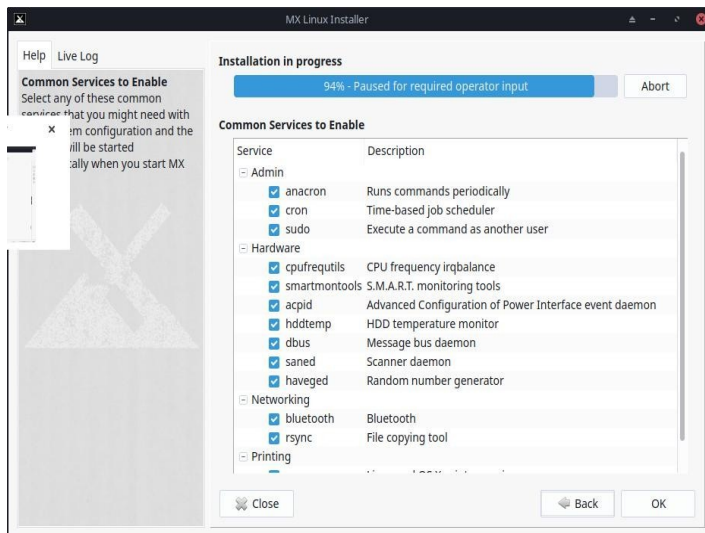 MX Linux Installer
Help Live Log
Common Services to Enable
Select any of these common
services that you might need with
em configuration and the
will be started
cally when you start MX
Installation in progress
94% - Paused for required operator input
Abort
Common Services to Enable
Service Description
Admin
anacron Runs commands periodically
cron Time-based job scheduler
sudo Execute a command as another user
Hardware
cpufrequtils CPU frequency irqbalance
smartmontools S.M.A.R.T. monitoring tools
acpid Advanced Configuration of Power Interface event daemon
hddtemp HDD temperature monitor
dbus Message bus daemon
saned Scanner daemon
haveged Random number generator
Networking
bluetooth Bluetooth
rsync File copying tool
Printing
Close
Back
OK